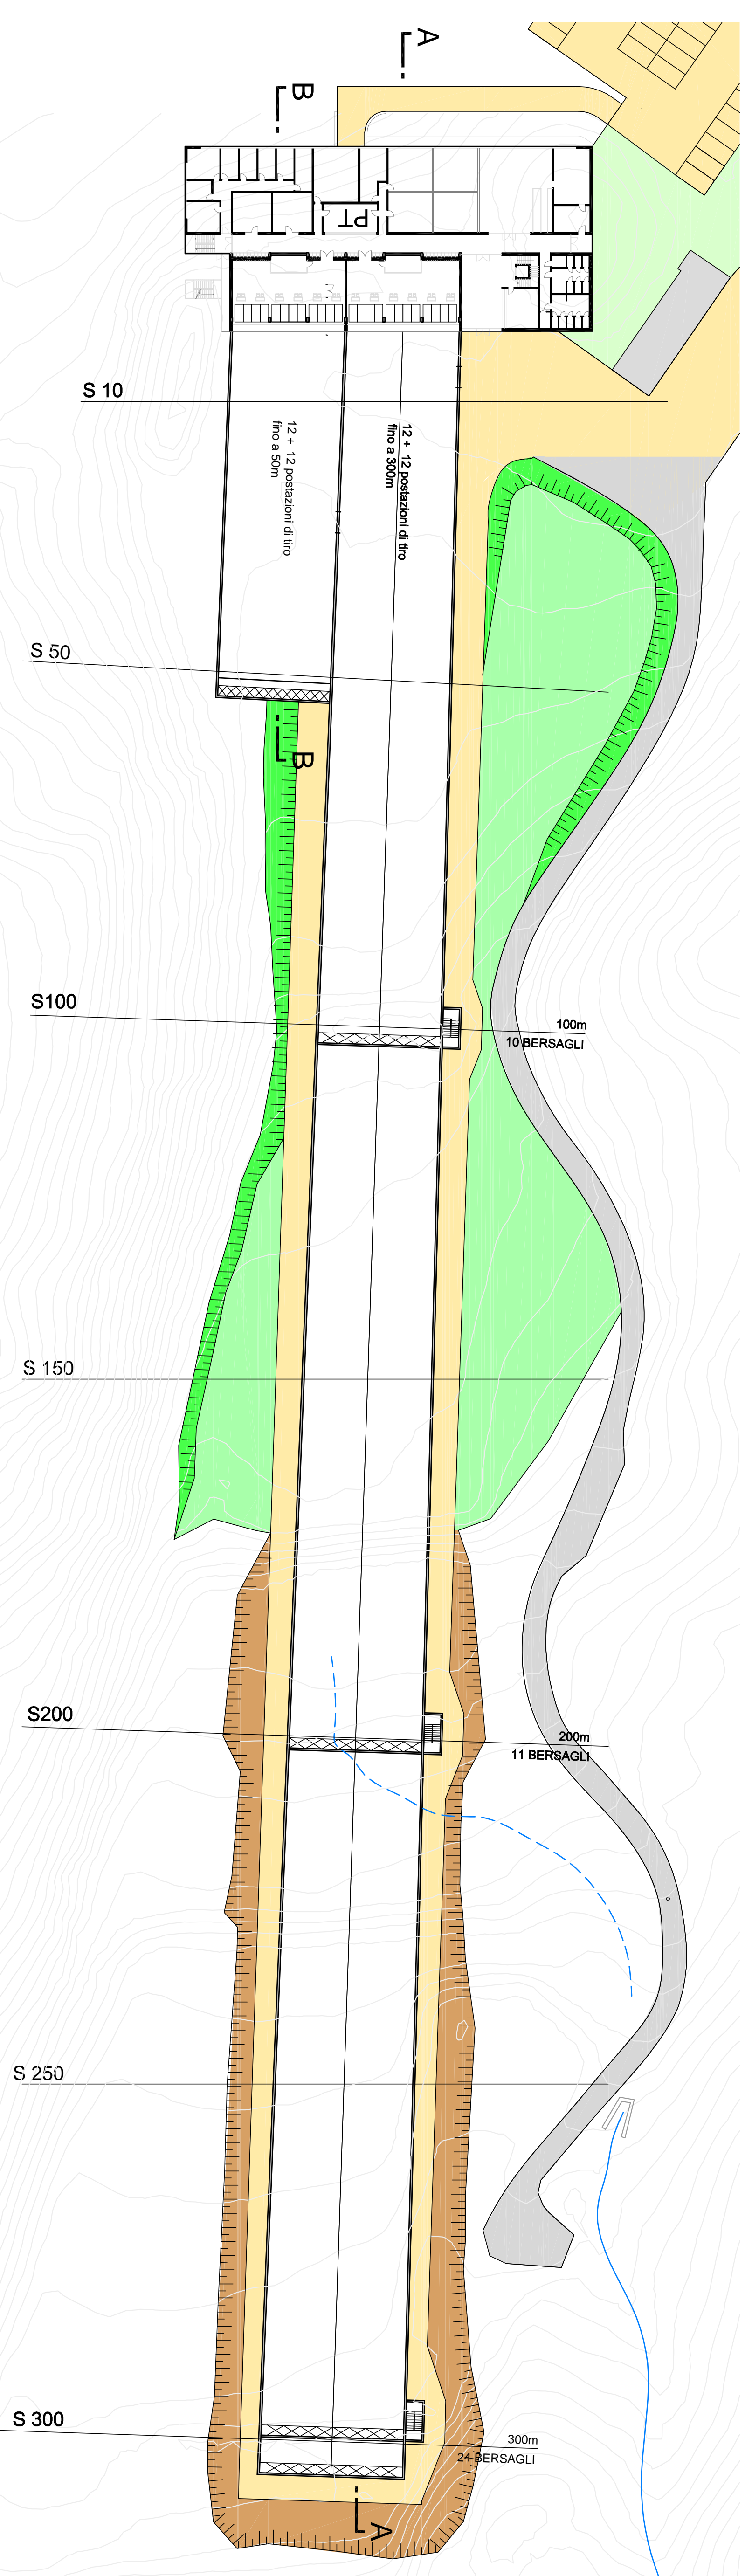 A
B
PT
S 10
12 + 12 postazioni di tiro
fino a 50m
12 + 12 postazioni di tiro
fino a 300m
S 50
B
S100
100m
10 BERSAGLI
S 150
S200
200m
11 BERSAGLI
S 250
S 300
300m
24 BERSAGLI
A